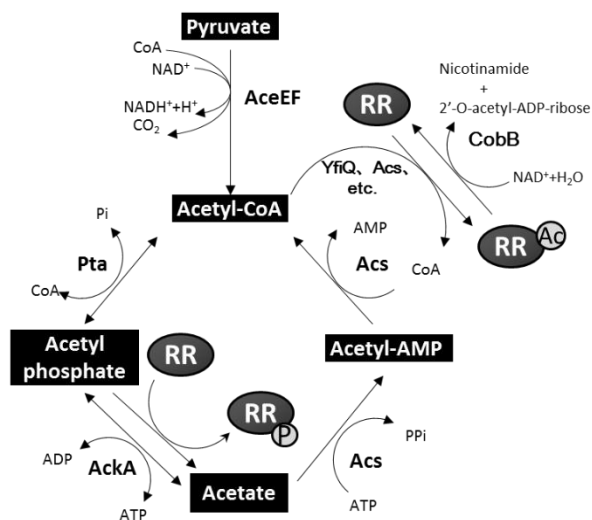 Pyruvate
CoA
NAD⁺
AceEF
NADH⁺+H⁺
CO₂
Nicotinamide
+
2’-O-acetyl-ADP-ribose
RR
CobB
NAD⁺+H₂O
YfiQ、Acs、
etc.
Acetyl-CoA
RR
Ac
Pi
Pta
CoA
AMP
Acs
CoA
Acetyl
phosphate
RR
Acetyl-AMP
RR
P
ADP
AckA
ATP
Acetate
PPi
Acs
ATP